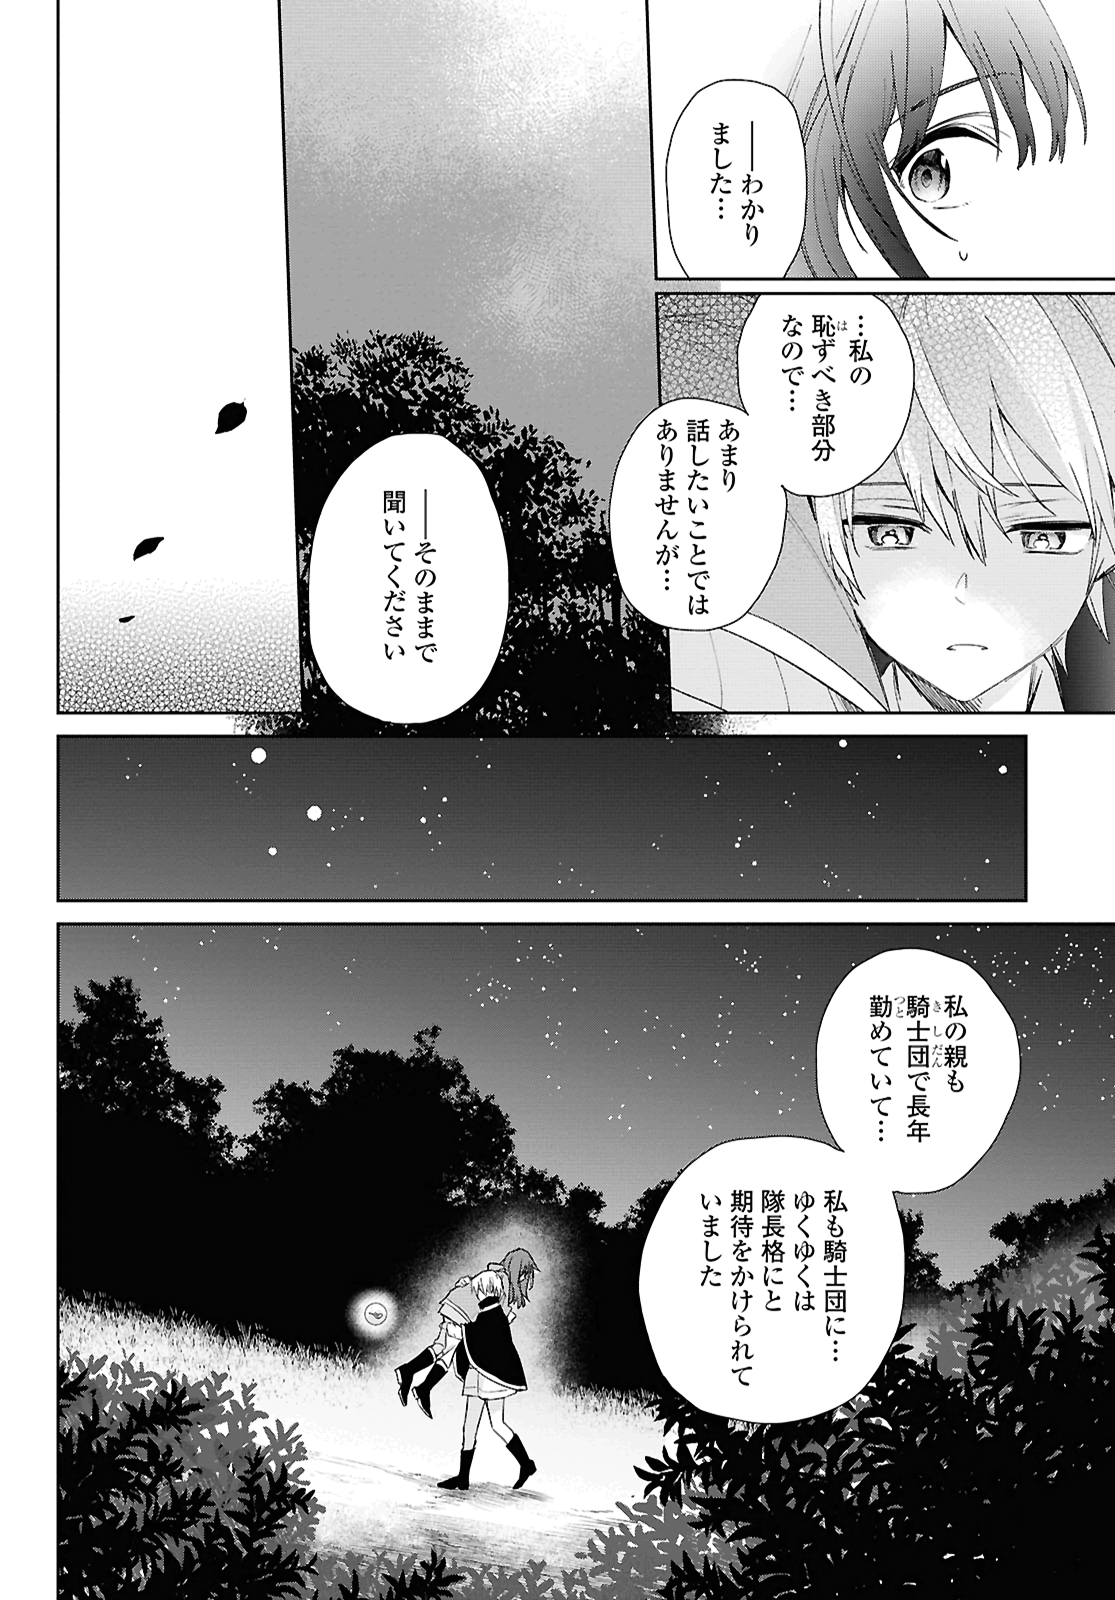 ――わかり
ました…
…私の
恥ずべき部分
なので…
あまり
話したいことでは
ありませんが…
――そのままで
聞いてください
私の親も
騎士団で長年
勤めていて…
私も騎士団に…
ゆくゆくは
隊長格にと
期待をかけられて
いました